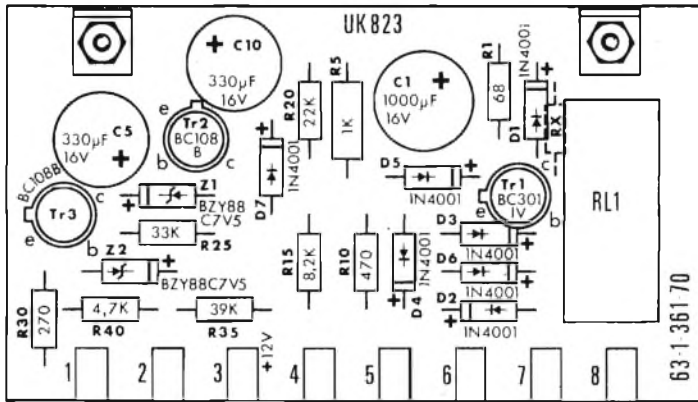 UK 823
C10
330µF
16V
R5
R20
22K
1K
C1
1000µF
16V
R1
68
1N4001
D1
RX
C5
330µF
16V
e
Tr2
BC108
B
b
c
D7
1N4001
D5
1N4001
c
Tr1
BC301
IV
e
b
RL1
BC108B
c
Tr3
e
b
Z1
BZY88
C7V5
33K
R25
Z2
BZY88C7V5
R15
8,2K
R10
470
D4
1N4001
D3
1N4001
D6
1N4001
D2
1N4001
R30
270
4,7K
R40
39K
R35
+12V
63-1-361-70
1 2 3 4 5 6 7 8